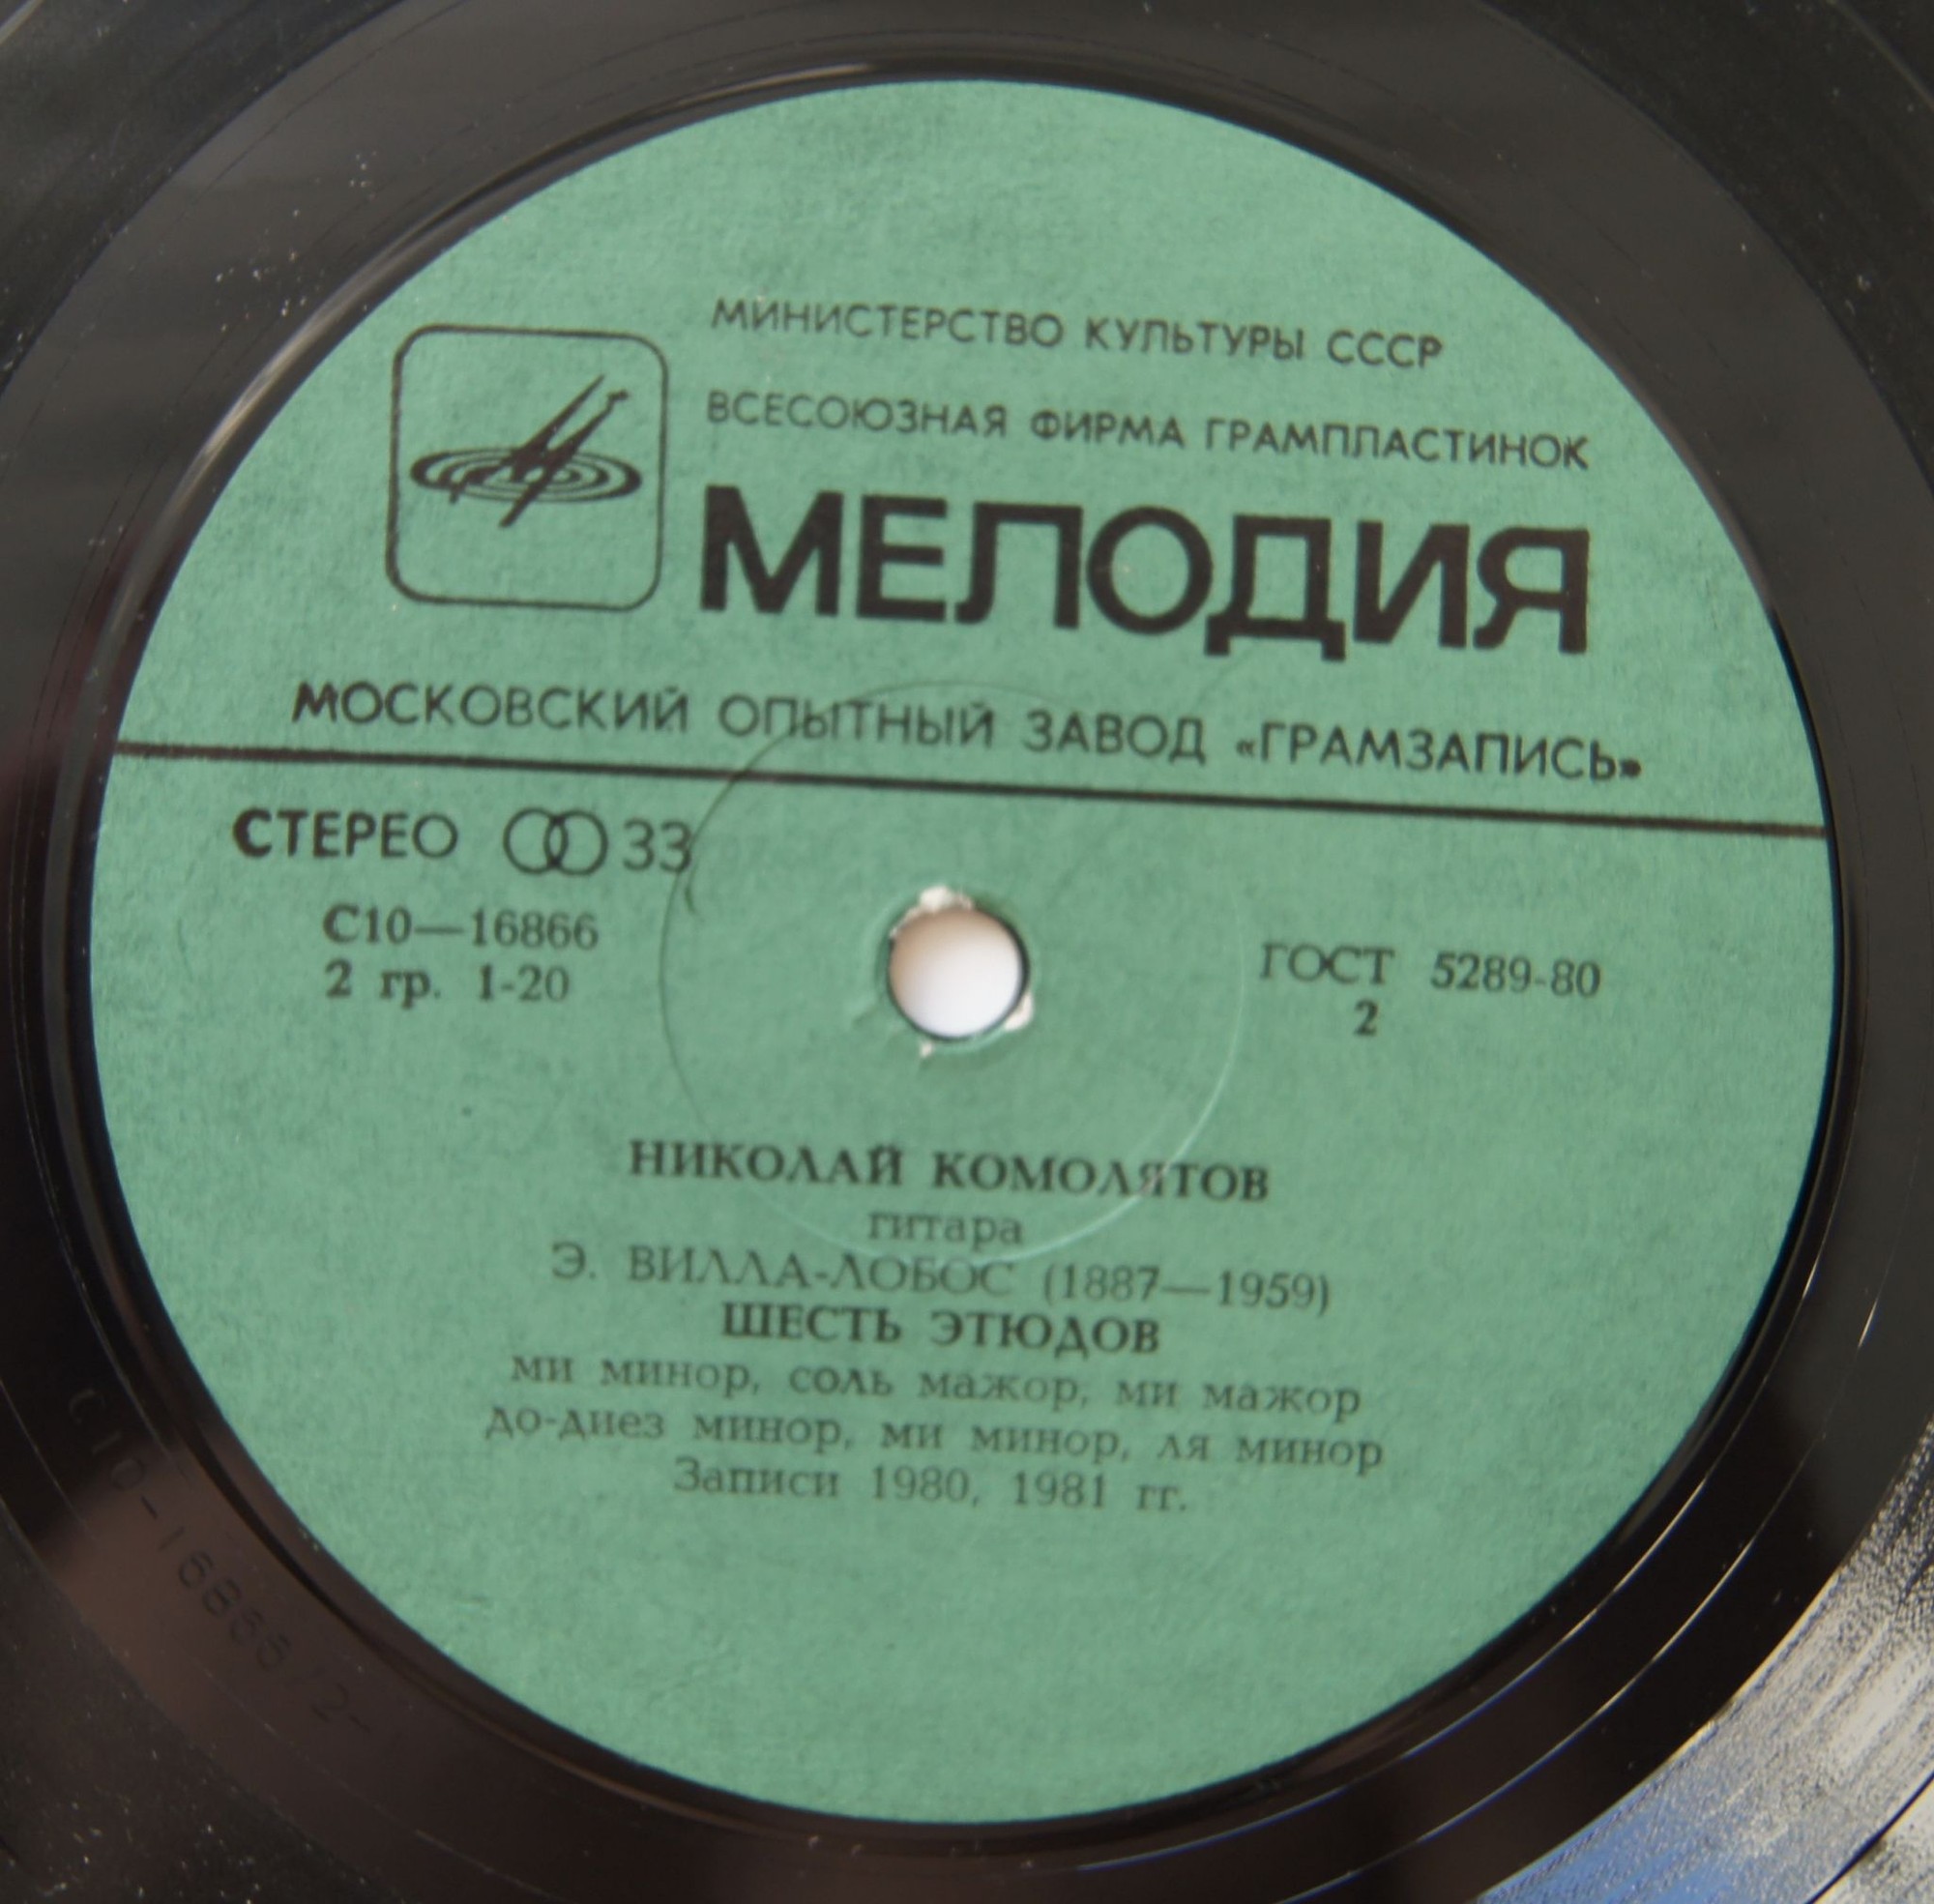 МИНИСТЕРСТВО КУЛЬТУРЫ СССР
ВСЕСОЮЗНАЯ ФИРМА ГРАМПЛАСТИНОК
МЕЛОДИЯ
МОСКОВСКИЙ ОПЫТНЫЙ ЗАВОД «ГРАМЗАПИСЬ»
СТЕРЕО 33
С10—16866
2 гр. 1-20
ГОСТ 5289-80
2
НИКОЛАЙ КОМОЛЯТОВ
гитара
Э. ВИЛЛА-ЛОБОС (1887—1959)
ШЕСТЬ ЭТЮДОВ
ми минор, соль мажор, ми мажор
до-диез минор, ми минор, ля минор
Записи 1980, 1981 гг.